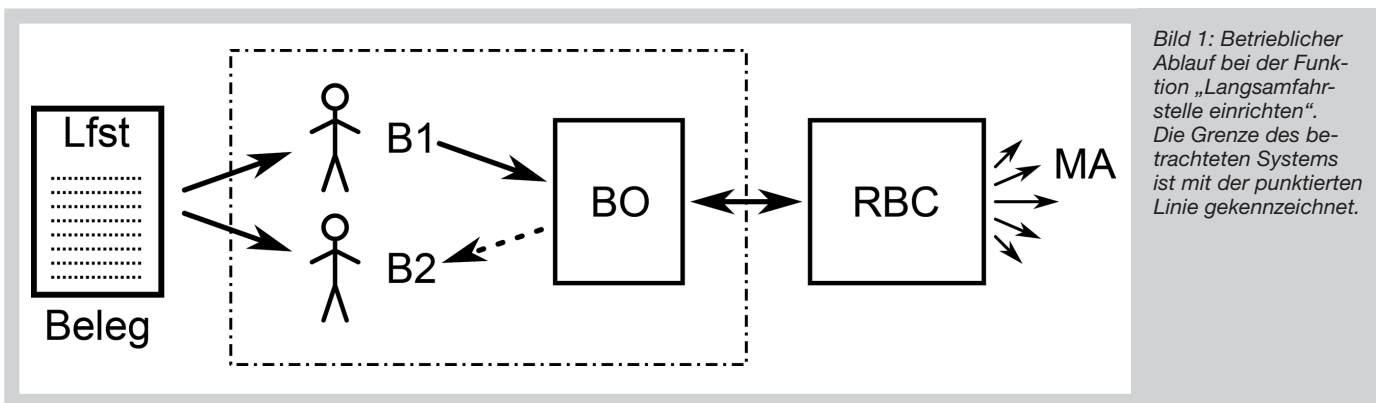 Lfst
Beleg
B1
B2
BO
RBC
MA
Bild 1: Betrieblicher
Ablauf bei der Funk-
tion „Langsamfahr-
stelle einrichten“.
Die Grenze des be-
trachteten Systems
ist mit der punktierten
Linie gekennzeichnet.